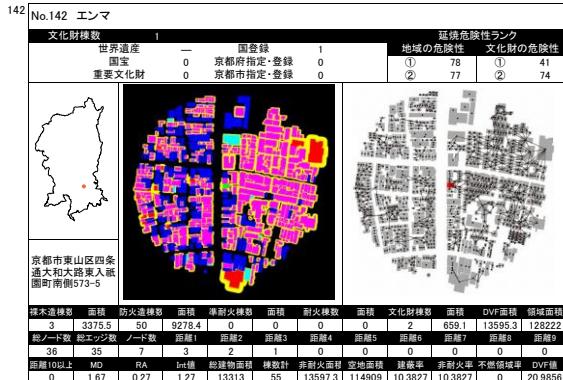 142
No.142 エンマ
文化財棟数 1 延焼危険性ランク
世界遺産 — 国登録 1 地域の危険性 文化財の危険性
国宝 0 京都府指定・登録 0 ① 78 ① 41
重要文化財 0 京都市指定・登録 0 ② 77 ② 74
京都市東山区四条
通大和大路東入祇
園町南側573-5
裸木造棟数 面積 防火造棟数 面積 準耐火棟数 面積 耐火棟数 面積 文化財棟数 面積 DVF面積 領域面積
3 3375.5 50 9278.4 0 0 0 0 2 659.1 13595.3 128222
総ノード数 総エッジ数 ノード数 距離1 距離2 距離3 距離4 距離5 距離6 距離7 距離8 距離9
36 35 7 3 2 1 0 0 0 0 0 0
距離10以上 MD RA Int値 総建物面積 棟数計 非耐火面積 空地面積 建蔽率 非耐火率 不燃領域率 DVF値
0 1.67 0.27 1.27 13313 55 13597.3 114909 10.3827 10.3827 0 20.9856